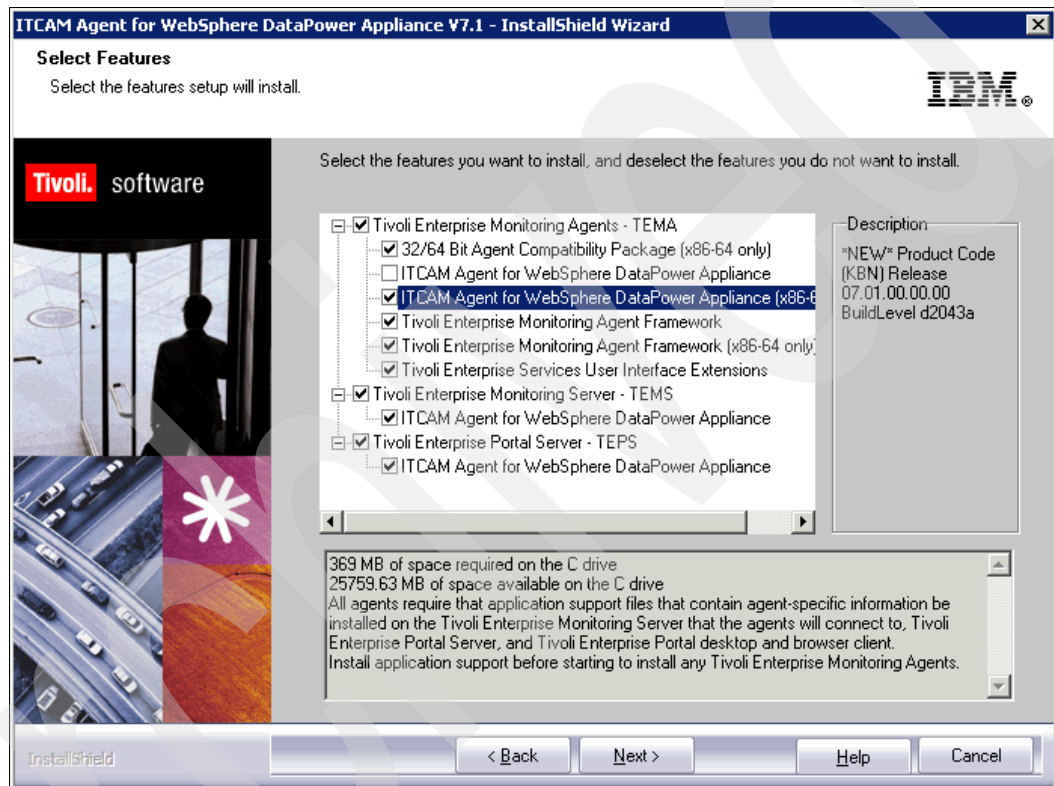 ITCAM Agent for WebSphere DataPower Appliance V7.1 - InstallShield Wizard
Select Features
Select the features setup will install.
IBM®
Tivoli. software
Select the features you want to install, and deselect the features you do not want to install.
Tivoli Enterprise Monitoring Agents - TEMA
32/64 Bit Agent Compatibility Package (x86-64 only)
ITCAM Agent for WebSphere DataPower Appliance
ITCAM Agent for WebSphere DataPower Appliance (x86-6
Tivoli Enterprise Monitoring Agent Framework
Tivoli Enterprise Monitoring Agent Framework (x86-64 only)
Tivoli Enterprise Services User Interface Extensions
Tivoli Enterprise Monitoring Server - TEMS
ITCAM Agent for WebSphere DataPower Appliance
Tivoli Enterprise Portal Server - TEPS
ITCAM Agent for WebSphere DataPower Appliance
Description
*NEW* Product Code
(KBN) Release
07.01.00.00.00
BuildLevel d2043a
369 MB of space required on the C drive
25759.63 MB of space available on the C drive
All agents require that application support files that contain agent-specific information be
installed on the Tivoli Enterprise Monitoring Server that the agents will connect to, Tivoli
Enterprise Portal Server, and Tivoli Enterprise Portal desktop and browser client.
Install application support before starting to install any Tivoli Enterprise Monitoring Agents.
InstallShield
< Back
Next >
Help
Cancel